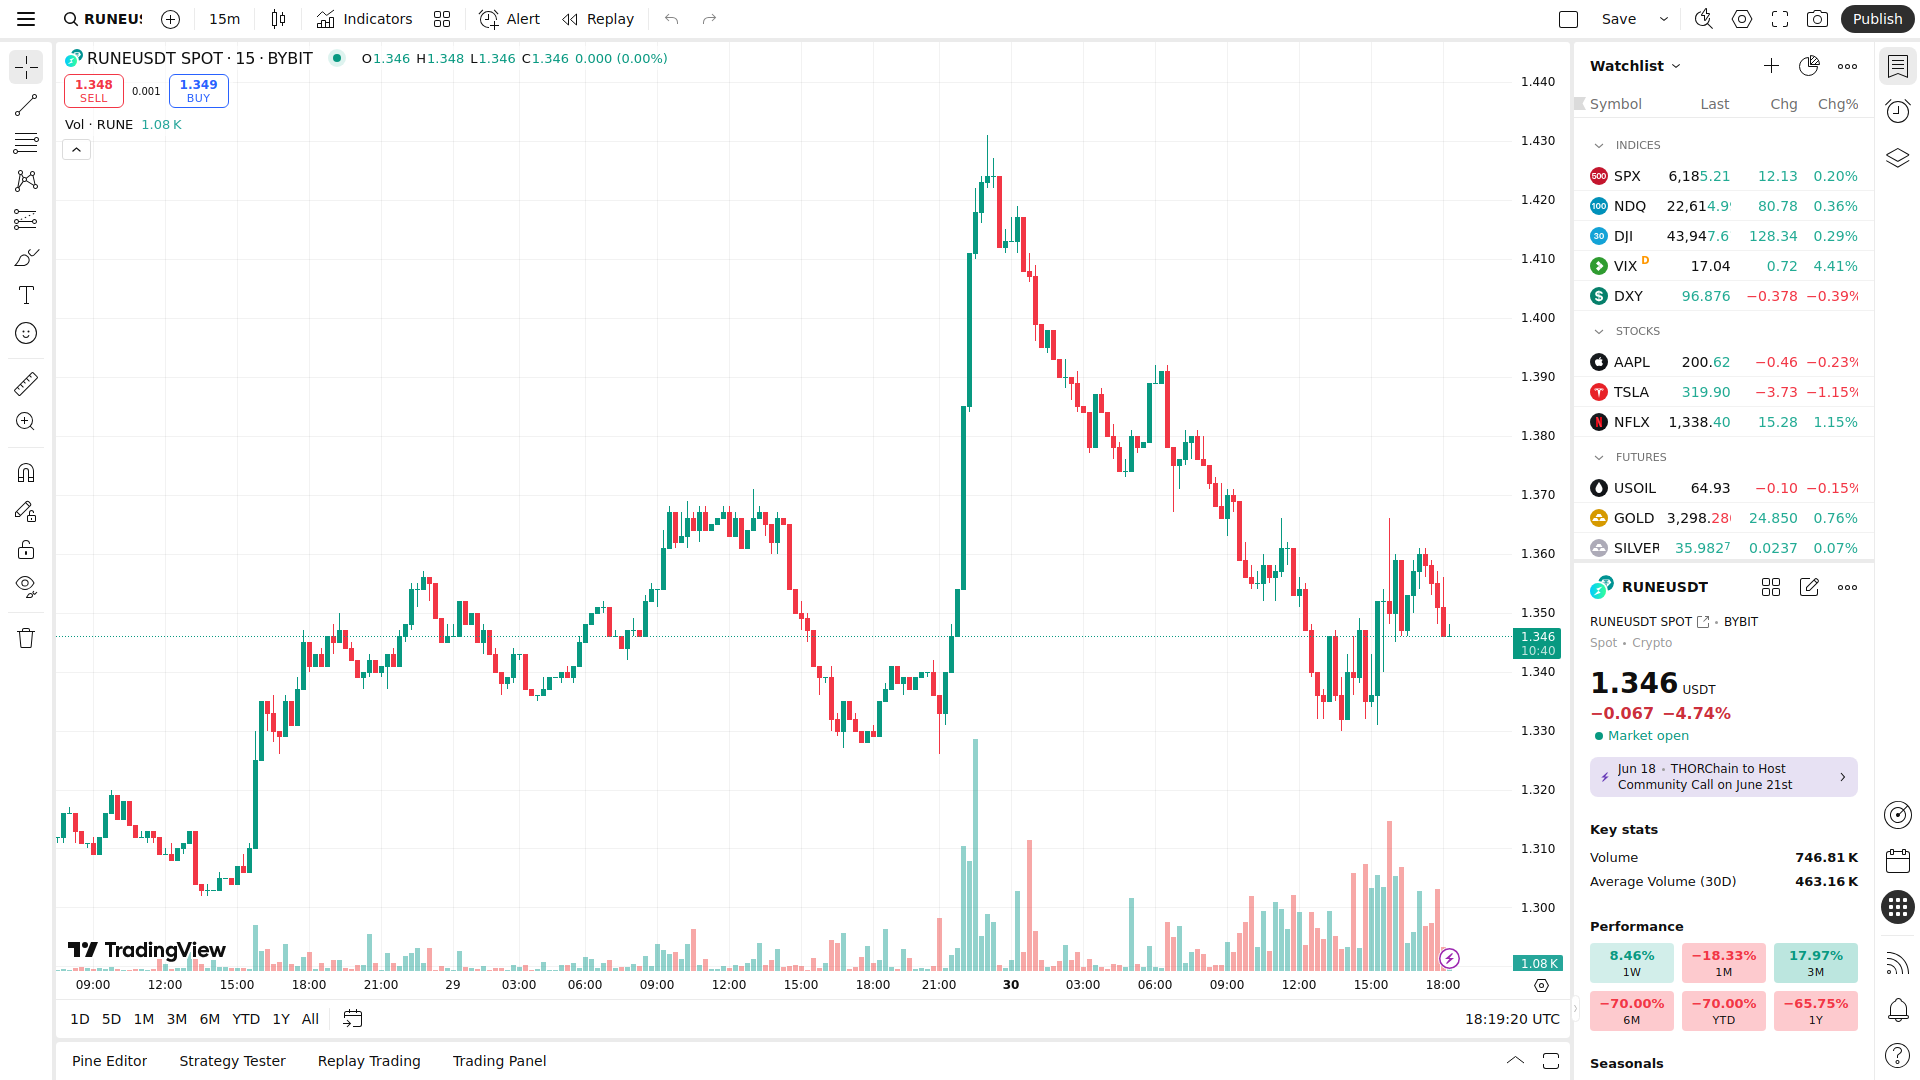 RUNEUS
15m
Indicators
Alert
Replay
Save
Publish
RUNEUSDT SPOT · 15 · BYBIT
O1.346 H1.348 L1.346 C1.346 0.000 (0.00%)
1.348
SELL
0.001
1.349
BUY
Vol · RUNE 1.08 K
1.440
1.430
1.420
1.410
1.400
1.390
1.380
1.370
1.360
1.350
1.346
10:40
1.340
1.330
1.320
1.310
1.300
1.08 K
TradingView
09:00 12:00 15:00 18:00 21:00 29 03:00 06:00 09:00 12:00 15:00 18:00 21:00 30 03:00 06:00 09:00 12:00 15:00 18:00
1D 5D 1M 3M 6M YTD 1Y All
18:19:20 UTC
Pine Editor
Strategy Tester
Replay Trading
Trading Panel
Watchlist
Symbol Last Chg Chg%
INDICES
500 SPX 6,185.21 12.13 0.20%
100 NDQ 22,614.9 80.78 0.36%
30 DJI 43,947.6 128.34 0.29%
VIX D 17.04 0.72 4.41%
$ DXY 96.876 −0.378 −0.39%
STOCKS
AAPL 200.62 −0.46 −0.23%
TSLA 319.90 −3.73 −1.15%
NFLX 1,338.40 15.28 1.15%
FUTURES
USOIL 64.93 −0.10 −0.15%
GOLD 3,298.28 24.850 0.76%
SILVER 35.9827 0.0237 0.07%
RUNEUSDT
RUNEUSDT SPOT • BYBIT
Spot • Crypto
1.346 USDT
−0.067 −4.74%
Market open
Jun 18 • THORChain to Host
Community Call on June 21st
Key stats
Volume 746.81 K
Average Volume (30D) 463.16 K
Performance
8.46%
1W
−18.33%
1M
17.97%
3M
−70.00%
6M
−70.00%
YTD
−65.75%
1Y
Seasonals